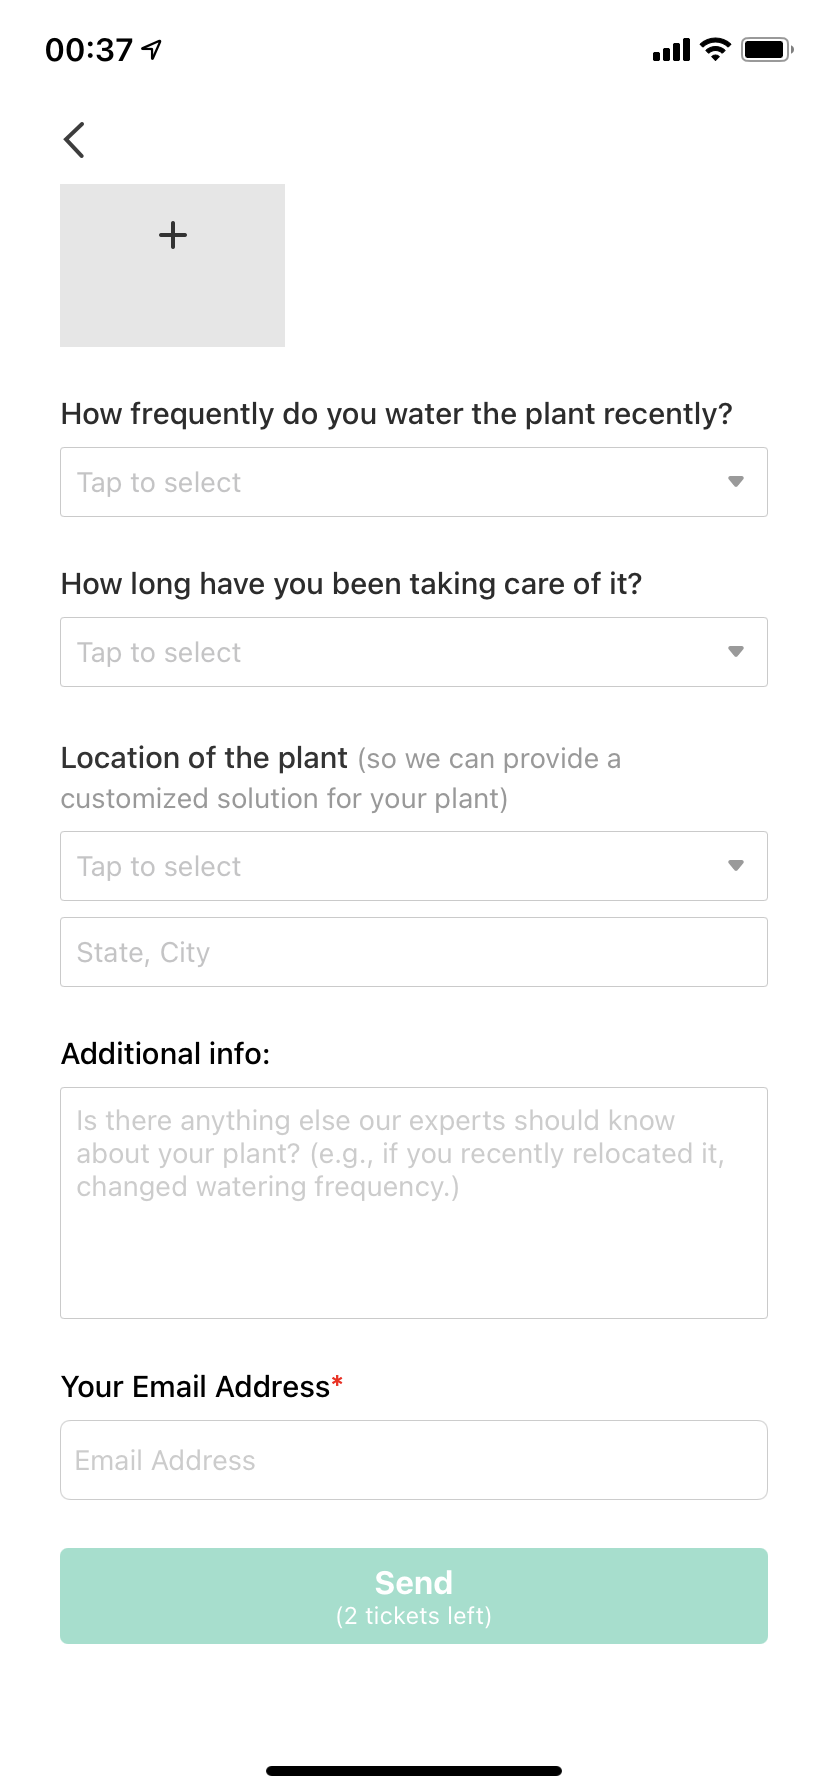 00:37
How frequently do you water the plant recently?
Tap to select
How long have you been taking care of it?
Tap to select
Location of the plant (so we can provide a
customized solution for your plant)
Tap to select
State, City
Additional info:
Is there anything else our experts should know
about your plant? (e.g., if you recently relocated it,
changed watering frequency.)
Your Email Address*
Email Address
Send
(2 tickets left)